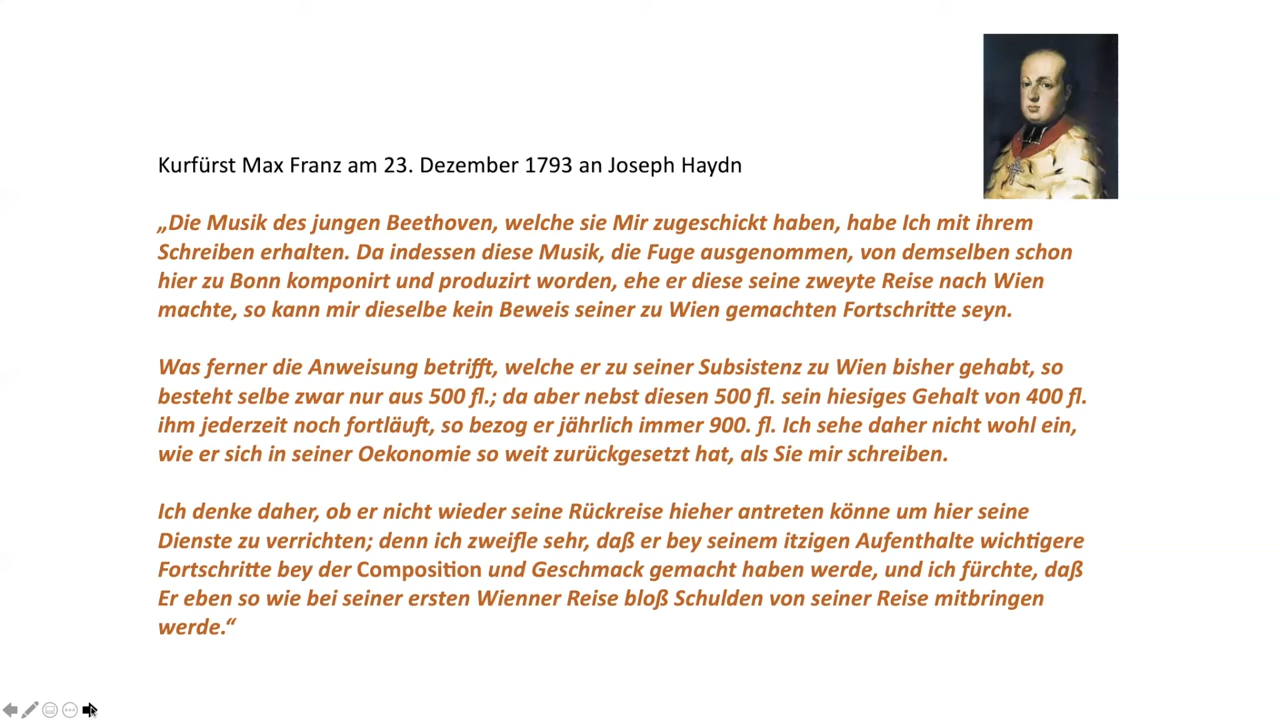 Kurfürst Max Franz am 23. Dezember 1793 an Joseph Haydn
„Die Musik des jungen Beethoven, welche sie Mir zugeschickt haben, habe Ich mit ihrem
Schreiben erhalten. Da indessen diese Musik, die Fuge ausgenommen, von demselben schon
hier zu Bonn komponirt und produzirt worden, ehe er diese seine zweyte Reise nach Wien
machte, so kann mir dieselbe kein Beweis seiner zu Wien gemachten Fortschritte seyn.
Was ferner die Anweisung betrifft, welche er zu seiner Subsistenz zu Wien bisher gehabt, so
besteht selbe zwar nur aus 500 fl.; da aber nebst diesen 500 fl. sein hiesiges Gehalt von 400 fl.
ihm jederzeit noch fortläuft, so bezog er jährlich immer 900. fl. Ich sehe daher nicht wohl ein,
wie er sich in seiner Oekonomie so weit zurückgesetzt hat, als Sie mir schreiben.
Ich denke daher, ob er nicht wieder seine Rückreise hieher antreten könne um hier seine
Dienste zu verrichten; denn ich zweifle sehr, daß er bey seinem itzigen Aufenthalte wichtigere
Fortschritte bey der Composition und Geschmack gemacht haben werde, und ich fürchte, daß
Er eben so wie bei seiner ersten Wienner Reise bloß Schulden von seiner Reise mitbringen
werde.“